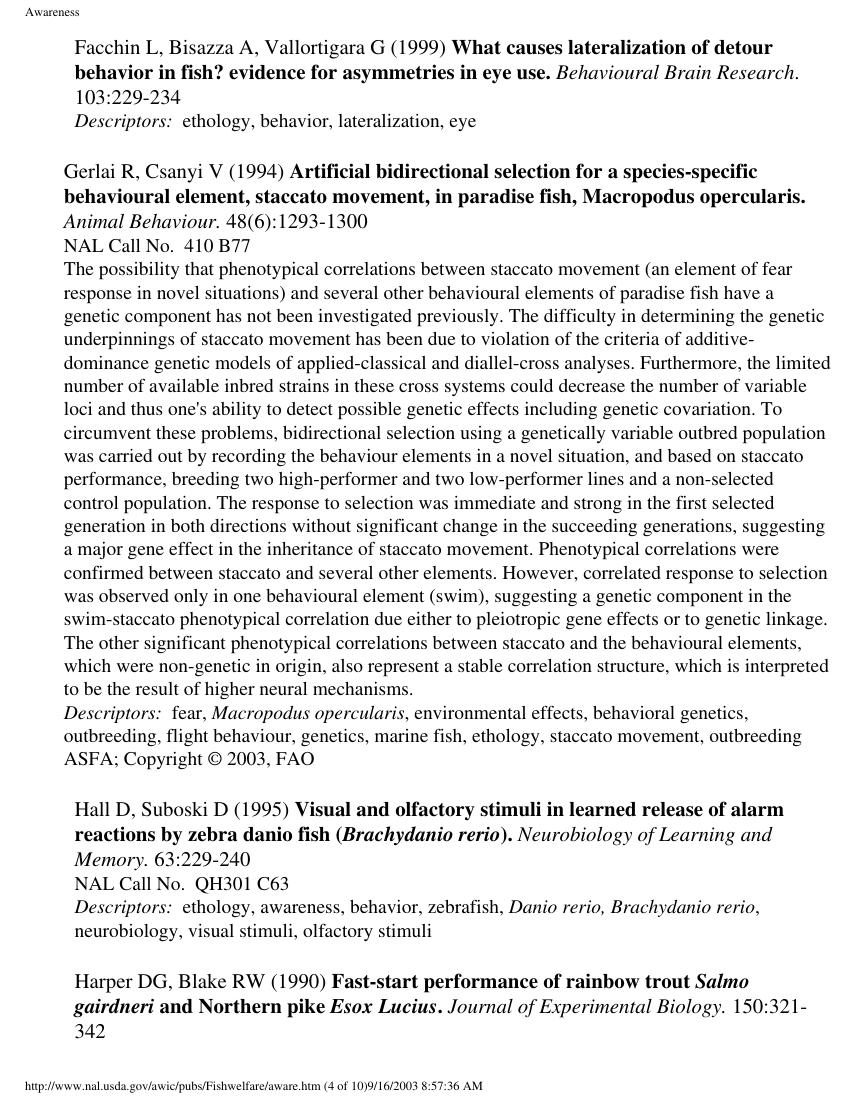 Awareness
Facchin L, Bisazza A, Vallortigara G (1999) What causes lateralization of detour
behavior in fish? evidence for asymmetries in eye use. Behavioural Brain Research.
103:229-234
Descriptors: ethology, behavior, lateralization, eye
Gerlai R, Csanyi V (1994) Artificial bidirectional selection for a species-specific
behavioural element, staccato movement, in paradise fish, Macropodus opercularis.
Animal Behaviour. 48(6):1293-1300
NAL Call No. 410 B77
The possibility that phenotypical correlations between staccato movement (an element of fear
response in novel situations) and several other behavioural elements of paradise fish have a
genetic component has not been investigated previously. The difficulty in determining the genetic
underpinnings of staccato movement has been due to violation of the criteria of additive-
dominance genetic models of applied-classical and diallel-cross analyses. Furthermore, the limited
number of available inbred strains in these cross systems could decrease the number of variable
loci and thus one's ability to detect possible genetic effects including genetic covariation. To
circumvent these problems, bidirectional selection using a genetically variable outbred population
was carried out by recording the behaviour elements in a novel situation, and based on staccato
performance, breeding two high-performer and two low-performer lines and a non-selected
control population. The response to selection was immediate and strong in the first selected
generation in both directions without significant change in the succeeding generations, suggesting
a major gene effect in the inheritance of staccato movement. Phenotypical correlations were
confirmed between staccato and several other elements. However, correlated response to selection
was observed only in one behavioural element (swim), suggesting a genetic component in the
swim-staccato phenotypical correlation due either to pleiotropic gene effects or to genetic linkage.
The other significant phenotypical correlations between staccato and the behavioural elements,
which were non-genetic in origin, also represent a stable correlation structure, which is interpreted
to be the result of higher neural mechanisms.
Descriptors: fear, Macropodus opercularis, environmental effects, behavioral genetics,
outbreeding, flight behaviour, genetics, marine fish, ethology, staccato movement, outbreeding
ASFA; Copyright © 2003, FAO
Hall D, Suboski D (1995) Visual and olfactory stimuli in learned release of alarm
reactions by zebra danio fish (Brachydanio rerio). Neurobiology of Learning and
Memory. 63:229-240
NAL Call No. QH301 C63
Descriptors: ethology, awareness, behavior, zebrafish, Danio rerio, Brachydanio rerio,
neurobiology, visual stimuli, olfactory stimuli
Harper DG, Blake RW (1990) Fast-start performance of rainbow trout Salmo
gairdneri and Northern pike Esox Lucius. Journal of Experimental Biology. 150:321-
342
http://www.nal.usda.gov/awic/pubs/Fishwelfare/aware.htm (4 of 10)9/16/2003 8:57:36 AM